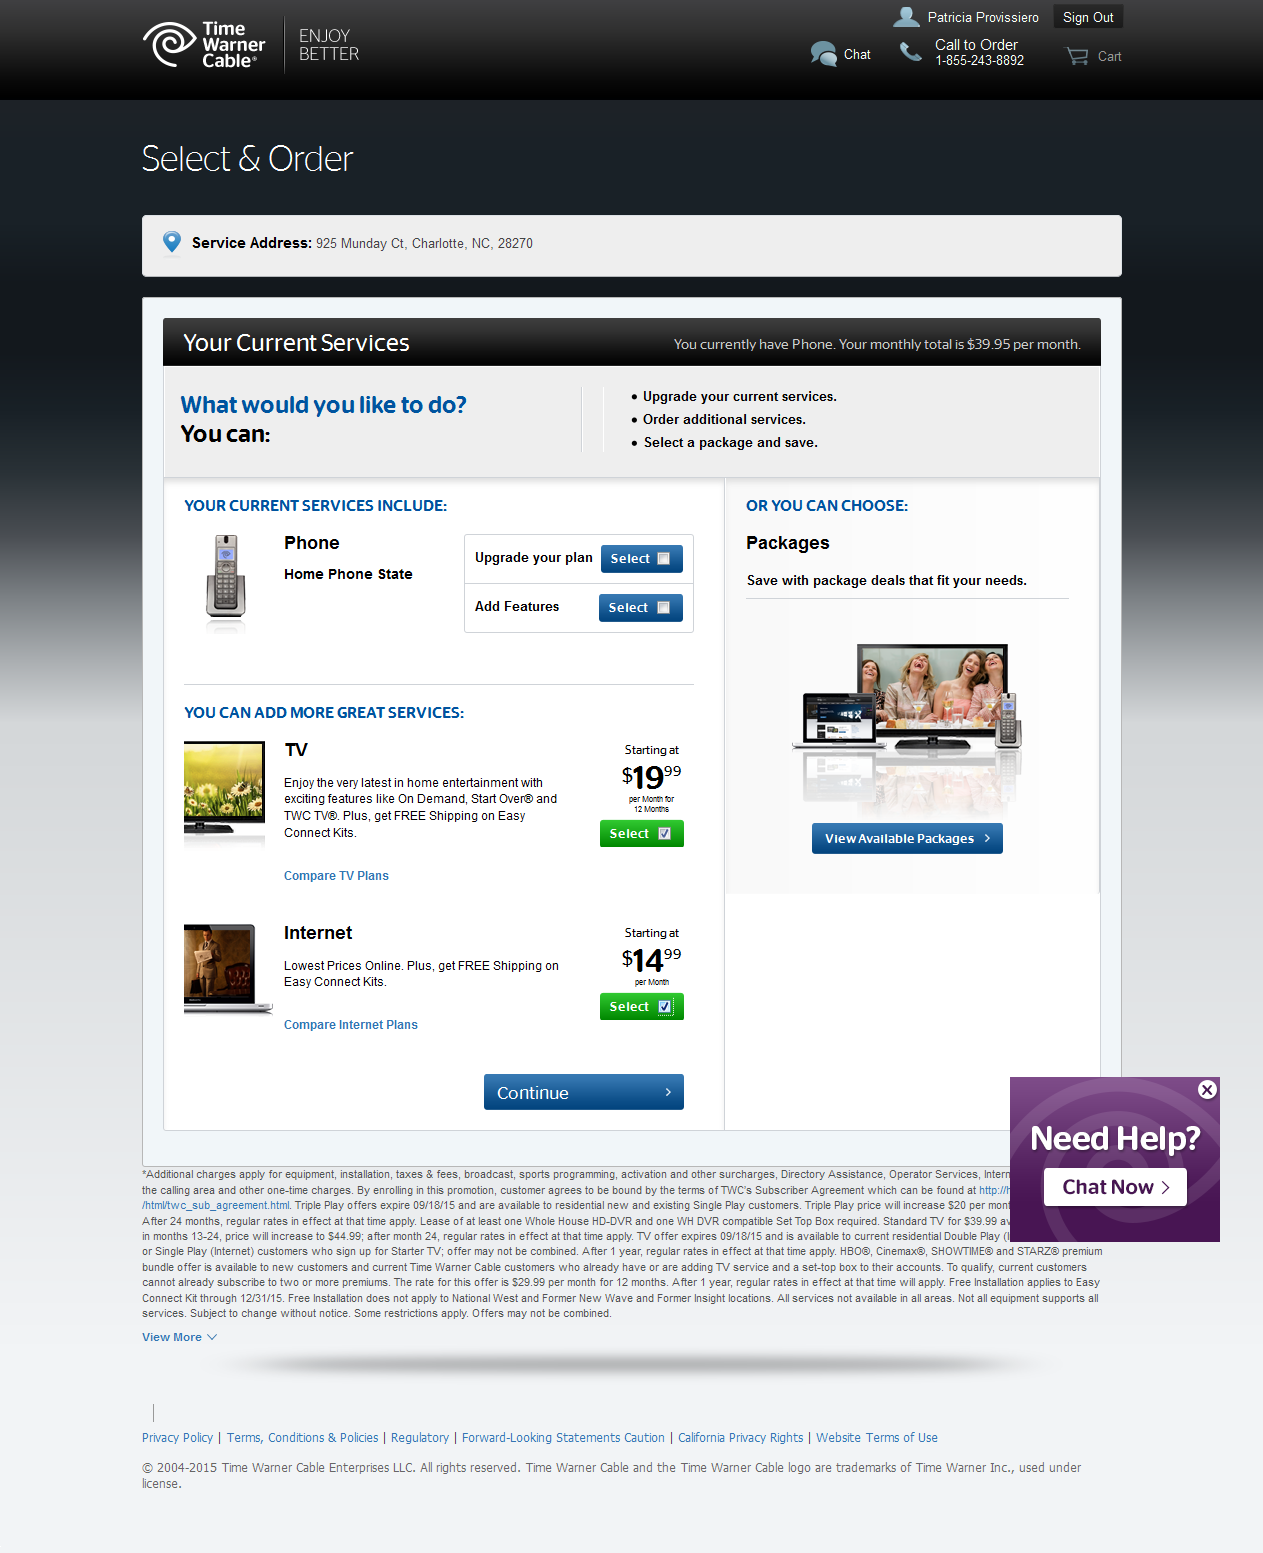 Patricia Provissiero Sign Out
Time Warner Cable®
ENJOY BETTER
Chat
Call to Order
1-855-243-8892
Cart
Select & Order
Service Address: 925 Munday Ct, Charlotte, NC, 28270
Your Current Services
You currently have Phone. Your monthly total is $39.95 per month.
What would you like to do?
You can:
• Upgrade your current services.
• Order additional services.
• Select a package and save.
YOUR CURRENT SERVICES INCLUDE:
Phone
Home Phone State
Upgrade your plan Select
Add Features Select
YOU CAN ADD MORE GREAT SERVICES:
TV
Enjoy the very latest in home entertainment with
exciting features like On Demand, Start Over® and
TWC TV®. Plus, get FREE Shipping on Easy
Connect Kits.
Compare TV Plans
Starting at
$19.99
per Month for
12 Months
Select
Internet
Lowest Prices Online. Plus, get FREE Shipping on
Easy Connect Kits.
Compare Internet Plans
Starting at
$14.99
per Month
Select
Continue
OR YOU CAN CHOOSE:
Packages
Save with package deals that fit your needs.
View Available Packages
Need Help?
Chat Now
*Additional charges apply for equipment, installation, taxes & fees, broadcast, sports programming, activation and other surcharges, Directory Assistance, Operator Services,
the calling area and other one-time charges. By enrolling in this promotion, customer agrees to be bound by the terms of TWC's Subscriber Agreement which can be found at
/html/twc_sub_agreement.html. Triple Play offers expire 09/18/15 and are available to residential new and existing Single Play customers. Triple Play price will increase $20 per
After 24 months, regular rates in effect at that time apply. Lease of at least one Whole House HD-DVR and one WH DVR compatible Set Top Box required. Standard TV for $39.99
in months 13-24, price will increase to $44.99; after month 24, regular rates in effect at that time apply. TV offer expires 09/18/15 and is available to current residential Double Play
or Single Play (Internet) customers who sign up for Starter TV; offer may not be combined. After 1 year, regular rates in effect at that time apply. HBO®, Cinemax®, SHOWTIME® and STARZ® premium
bundle offer is available to new customers and current Time Warner Cable customers who already have or are adding TV service and a set-top box to their accounts. To qualify, current customers
cannot already subscribe to two or more premiums. The rate for this offer is $29.99 per month for 12 months. After 1 year, regular rates in effect at that time will apply. Free Installation applies to Easy
Connect Kit through 12/31/15. Free Installation does not apply to National West and Former New Wave and Former Insight locations. All services not available in all areas. Not all equipment supports all
services. Subject to change without notice. Some restrictions apply. Offers may not be combined.
View More
Privacy Policy | Terms, Conditions & Policies | Regulatory | Forward-Looking Statements Caution | California Privacy Rights | Website Terms of Use
© 2004-2015 Time Warner Cable Enterprises LLC. All rights reserved. Time Warner Cable and the Time Warner Cable logo are trademarks of Time Warner Inc., used under
license.